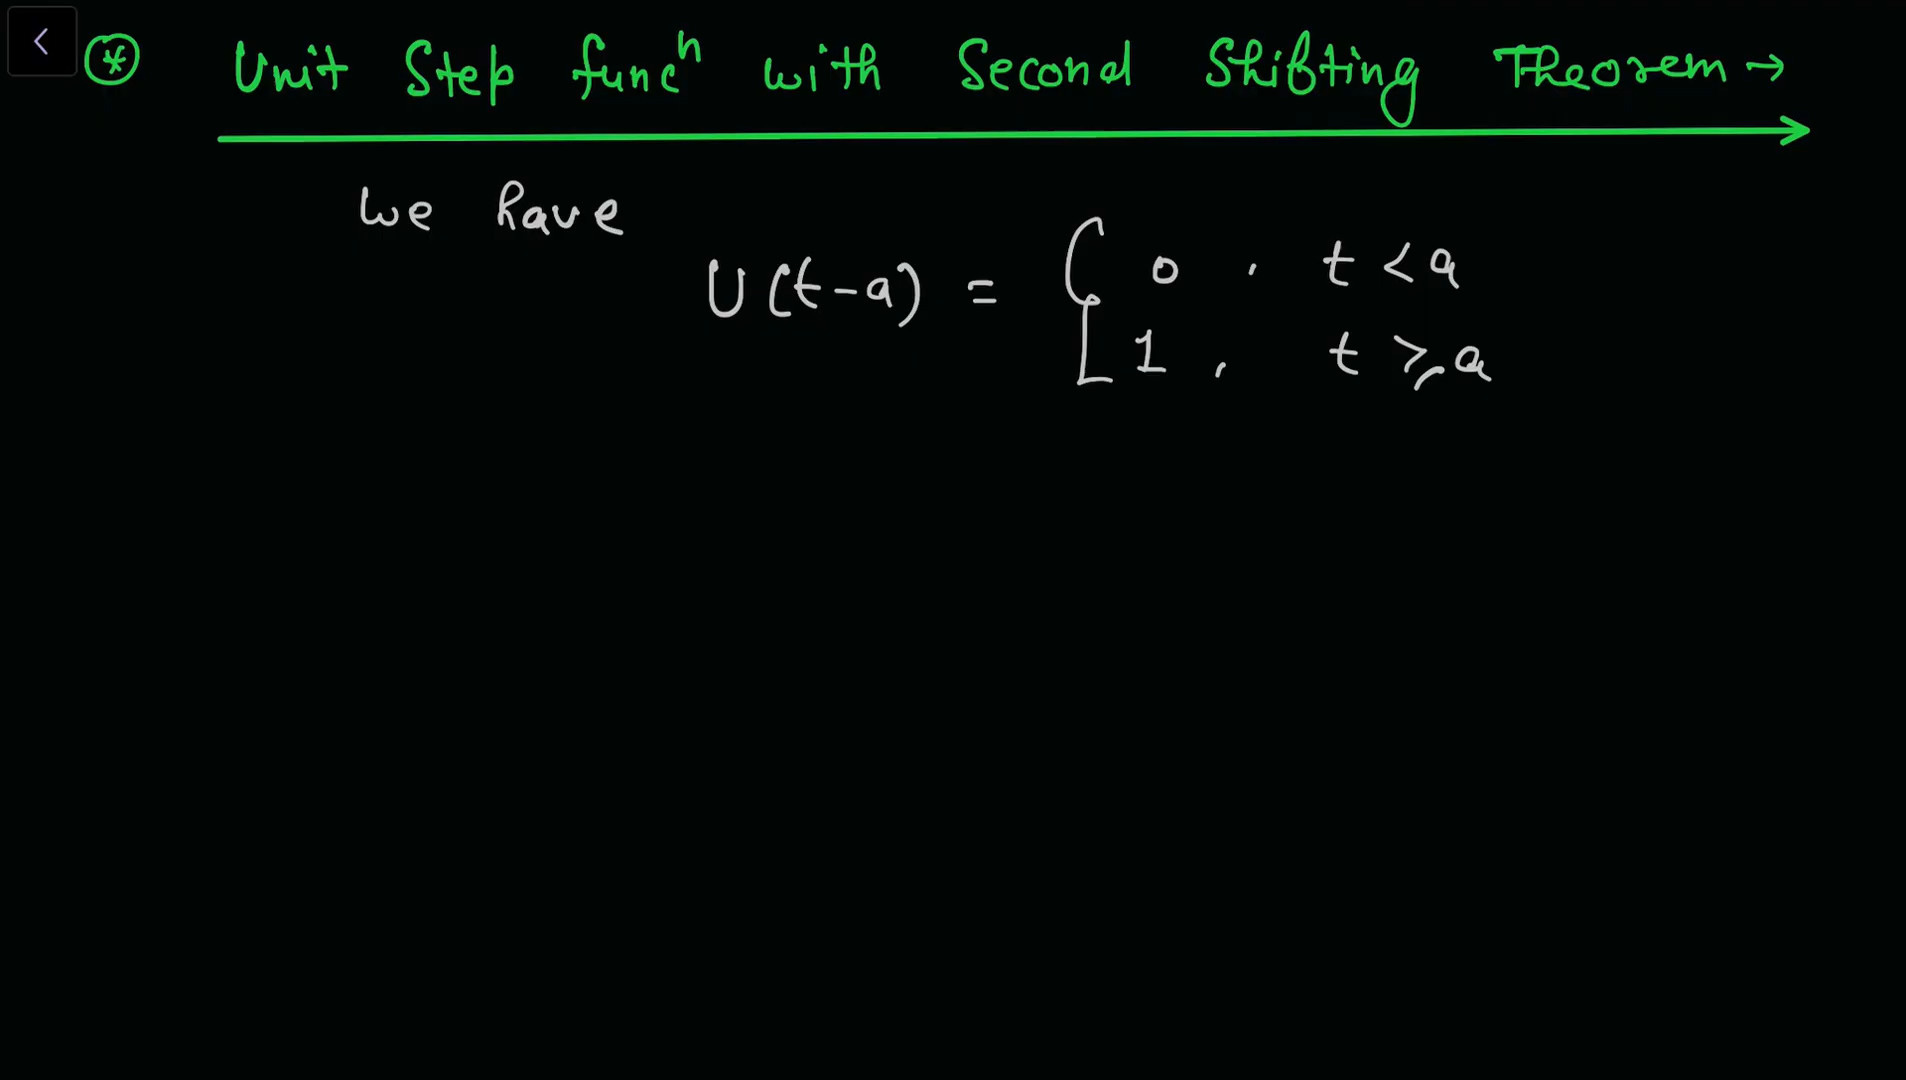 ⊛ Unit Step funcⁿ with Second Shifting Theorem →
We have
U(t-a) = { 0 , t < a
1 , t ≥ a